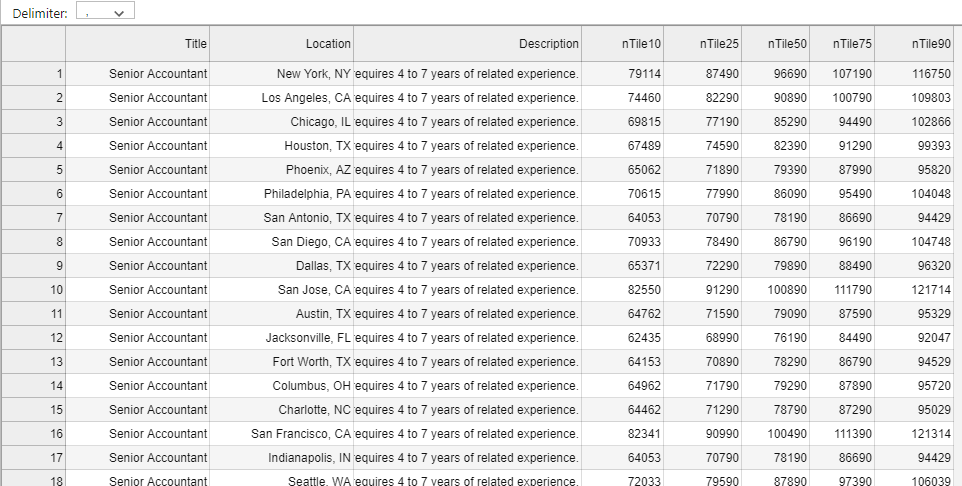 Delimiter: ,
Title Location Description nTile10 nTile25 nTile50 nTile75 nTile90
1 Senior Accountant New York, NY equires 4 to 7 years of related experience. 79114 87490 96690 107190 116750
2 Senior Accountant Los Angeles, CA equires 4 to 7 years of related experience. 74460 82290 90890 100790 109803
3 Senior Accountant Chicago, IL equires 4 to 7 years of related experience. 69815 77190 85290 94490 102866
4 Senior Accountant Houston, TX equires 4 to 7 years of related experience. 67489 74590 82390 91290 99393
5 Senior Accountant Phoenix, AZ equires 4 to 7 years of related experience. 65062 71890 79390 87990 95820
6 Senior Accountant Philadelphia, PA equires 4 to 7 years of related experience. 70615 77990 86090 95490 104048
7 Senior Accountant San Antonio, TX equires 4 to 7 years of related experience. 64053 70790 78190 86690 94429
8 Senior Accountant San Diego, CA equires 4 to 7 years of related experience. 70933 78490 86790 96190 104748
9 Senior Accountant Dallas, TX equires 4 to 7 years of related experience. 65371 72290 79890 88490 96320
10 Senior Accountant San Jose, CA equires 4 to 7 years of related experience. 82550 91290 100890 111790 121714
11 Senior Accountant Austin, TX equires 4 to 7 years of related experience. 64762 71590 79090 87590 95329
12 Senior Accountant Jacksonville, FL equires 4 to 7 years of related experience. 62435 68990 76190 84490 92047
13 Senior Accountant Fort Worth, TX equires 4 to 7 years of related experience. 64153 70890 78290 86790 94529
14 Senior Accountant Columbus, OH equires 4 to 7 years of related experience. 64962 71790 79290 87890 95720
15 Senior Accountant Charlotte, NC equires 4 to 7 years of related experience. 64462 71290 78790 87290 95029
16 Senior Accountant San Francisco, CA equires 4 to 7 years of related experience. 82341 90990 100490 111390 121314
17 Senior Accountant Indianapolis, IN equires 4 to 7 years of related experience. 64053 70790 78190 86690 94429
18 Senior Accountant Seattle, WA equires 4 to 7 years of related experience. 72033 79590 87890 97390 106039